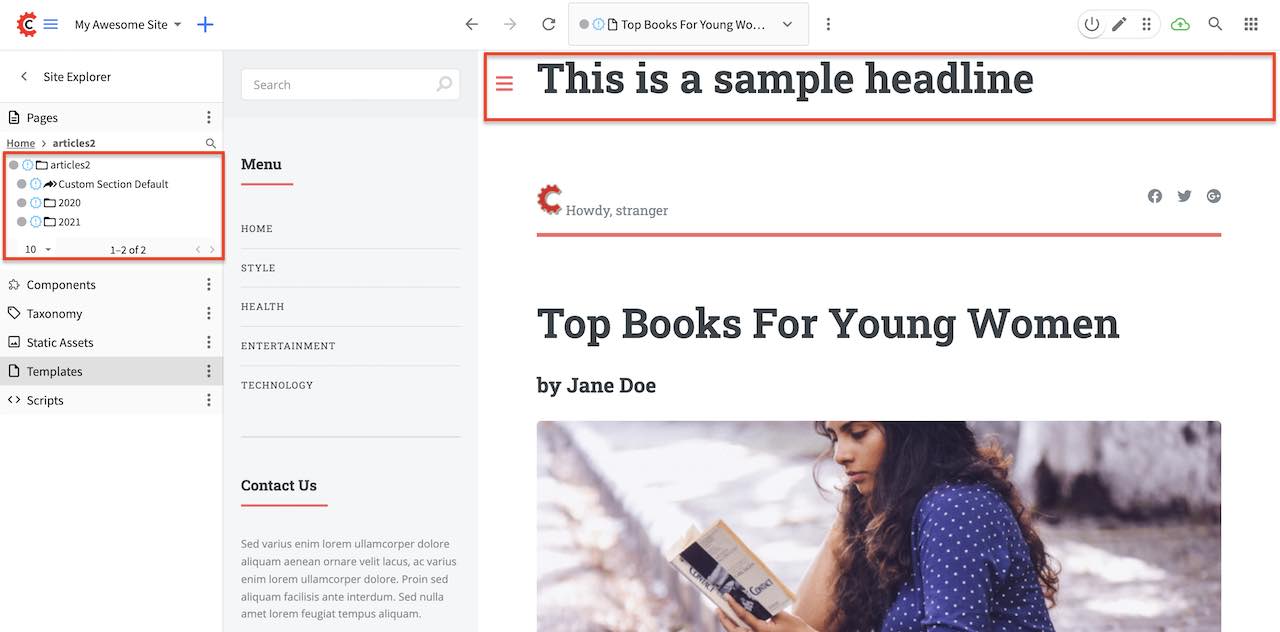 My Awesome Site
Top Books For Young Wo...
Site Explorer
Pages
Home > articles2
articles2
Custom Section Default
2020
2021
10
1–2 of 2
Components
Taxonomy
Static Assets
Templates
Scripts
Search
Menu
HOME
STYLE
HEALTH
ENTERTAINMENT
TECHNOLOGY
Contact Us
Sed varius enim lorem ullamcorper dolore
aliquam aenean ornare velit lacus, ac varius
enim lorem ullamcorper dolore. Proin sed
aliquam facilisis ante interdum. Sed nulla
amet lorem feugiat tempus aliquam.
This is a sample headline
Howdy, stranger
Top Books For Young Women
by Jane Doe
CONTACT
CONTACT